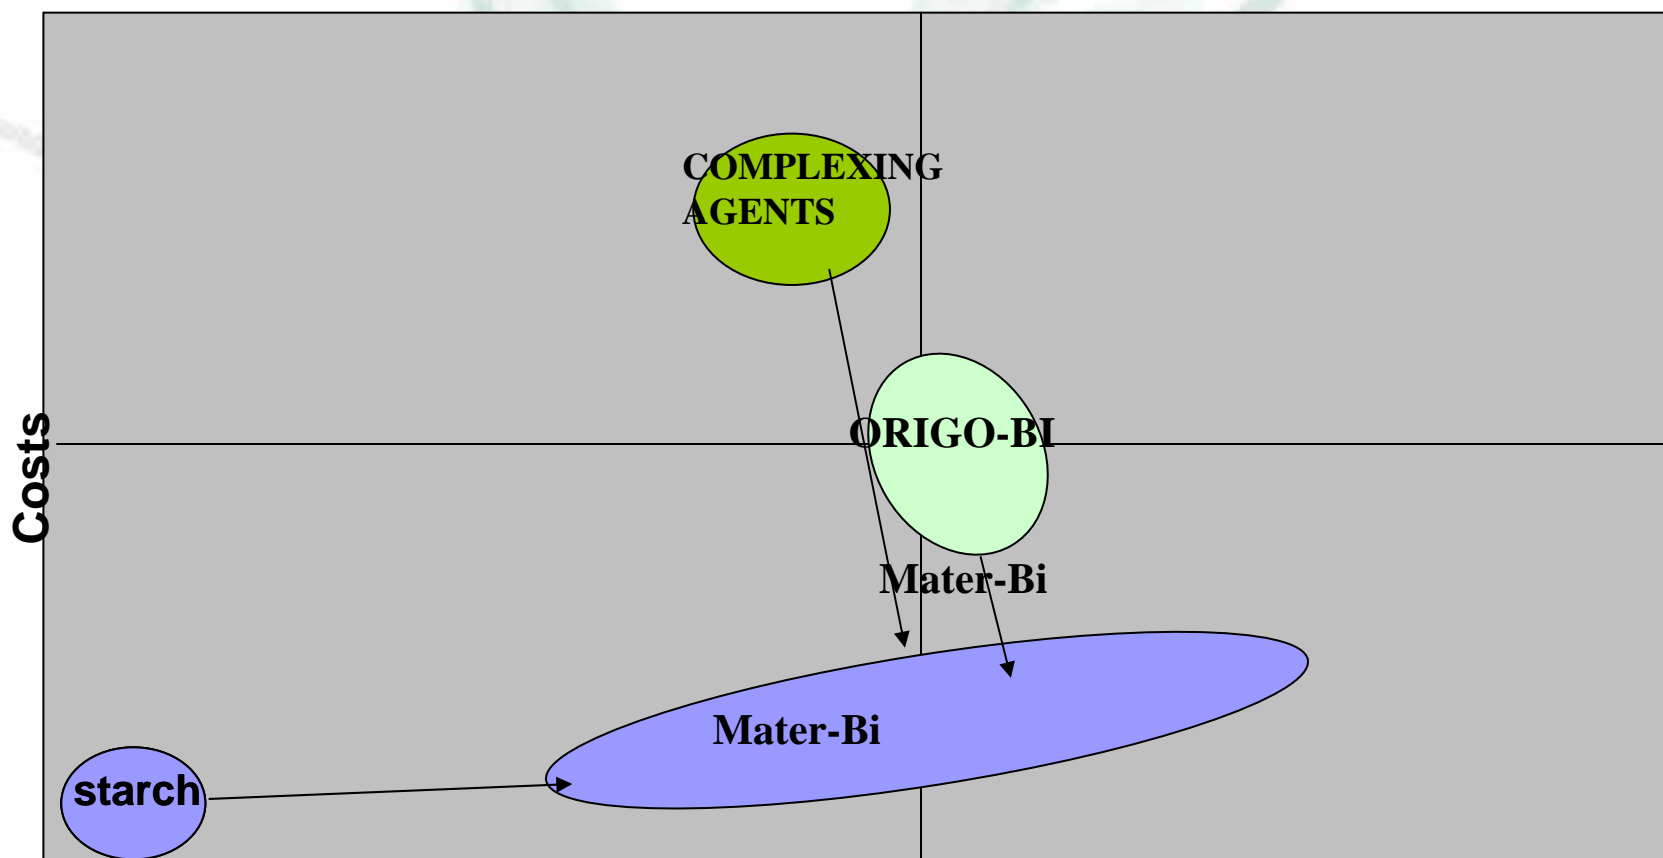 COMPLEXING
AGENTS
ORIGO-BI
Costs
Mater-Bi
Mater-Bi
starch